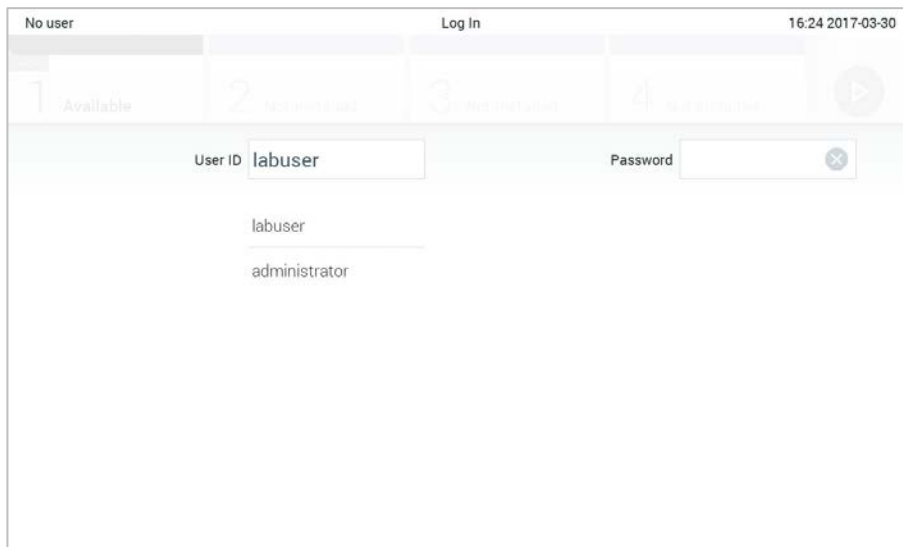 No user Log In 16:24 2017-03-30
1 Available 2 Not installed 3 Not installed 4 Not installed
User ID labuser Password
labuser
administrator